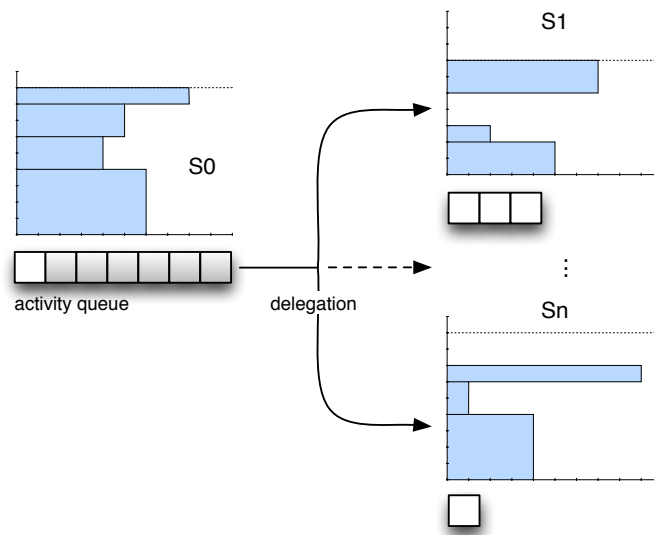 S1
S0
activity queue
delegation
⋮
Sn